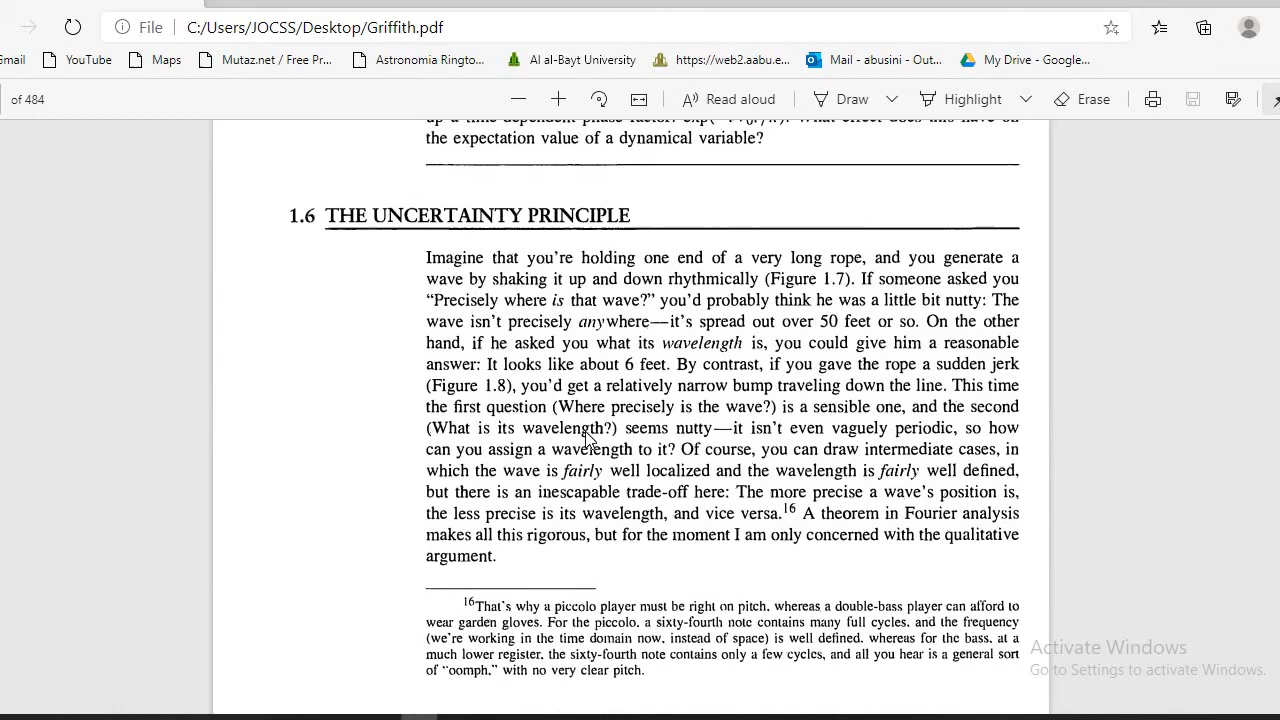 File C:/Users/JOCSS/Desktop/Griffith.pdf
Gmail YouTube Maps Mutaz.net / Free Pr... Astronomia Ringto... Al al-Bayt University https://web2.aabu.e... Mail - abusini - Out... My Drive - Google...
of 484 Read aloud Draw Highlight Erase
the expectation value of a dynamical variable?
1.6 THE UNCERTAINTY PRINCIPLE
Imagine that you're holding one end of a very long rope, and you generate a
wave by shaking it up and down rhythmically (Figure 1.7). If someone asked you
“Precisely where is that wave?” you'd probably think he was a little bit nutty: The
wave isn't precisely anywhere—it's spread out over 50 feet or so. On the other
hand, if he asked you what its wavelength is, you could give him a reasonable
answer: It looks like about 6 feet. By contrast, if you gave the rope a sudden jerk
(Figure 1.8), you'd get a relatively narrow bump traveling down the line. This time
the first question (Where precisely is the wave?) is a sensible one, and the second
(What is its wavelength?) seems nutty—it isn't even vaguely periodic, so how
can you assign a wavelength to it? Of course, you can draw intermediate cases, in
which the wave is fairly well localized and the wavelength is fairly well defined,
but there is an inescapable trade-off here: The more precise a wave's position is,
the less precise is its wavelength, and vice versa.16 A theorem in Fourier analysis
makes all this rigorous, but for the moment I am only concerned with the qualitative
argument.
16That's why a piccolo player must be right on pitch, whereas a double-bass player can afford to
wear garden gloves. For the piccolo, a sixty-fourth note contains many full cycles, and the frequency
(we're working in the time domain now, instead of space) is well defined, whereas for the bass, at a
much lower register, the sixty-fourth note contains only a few cycles, and all you hear is a general sort
of “oomph,” with no very clear pitch.
Activate Windows
Go to Settings to activate Windows.